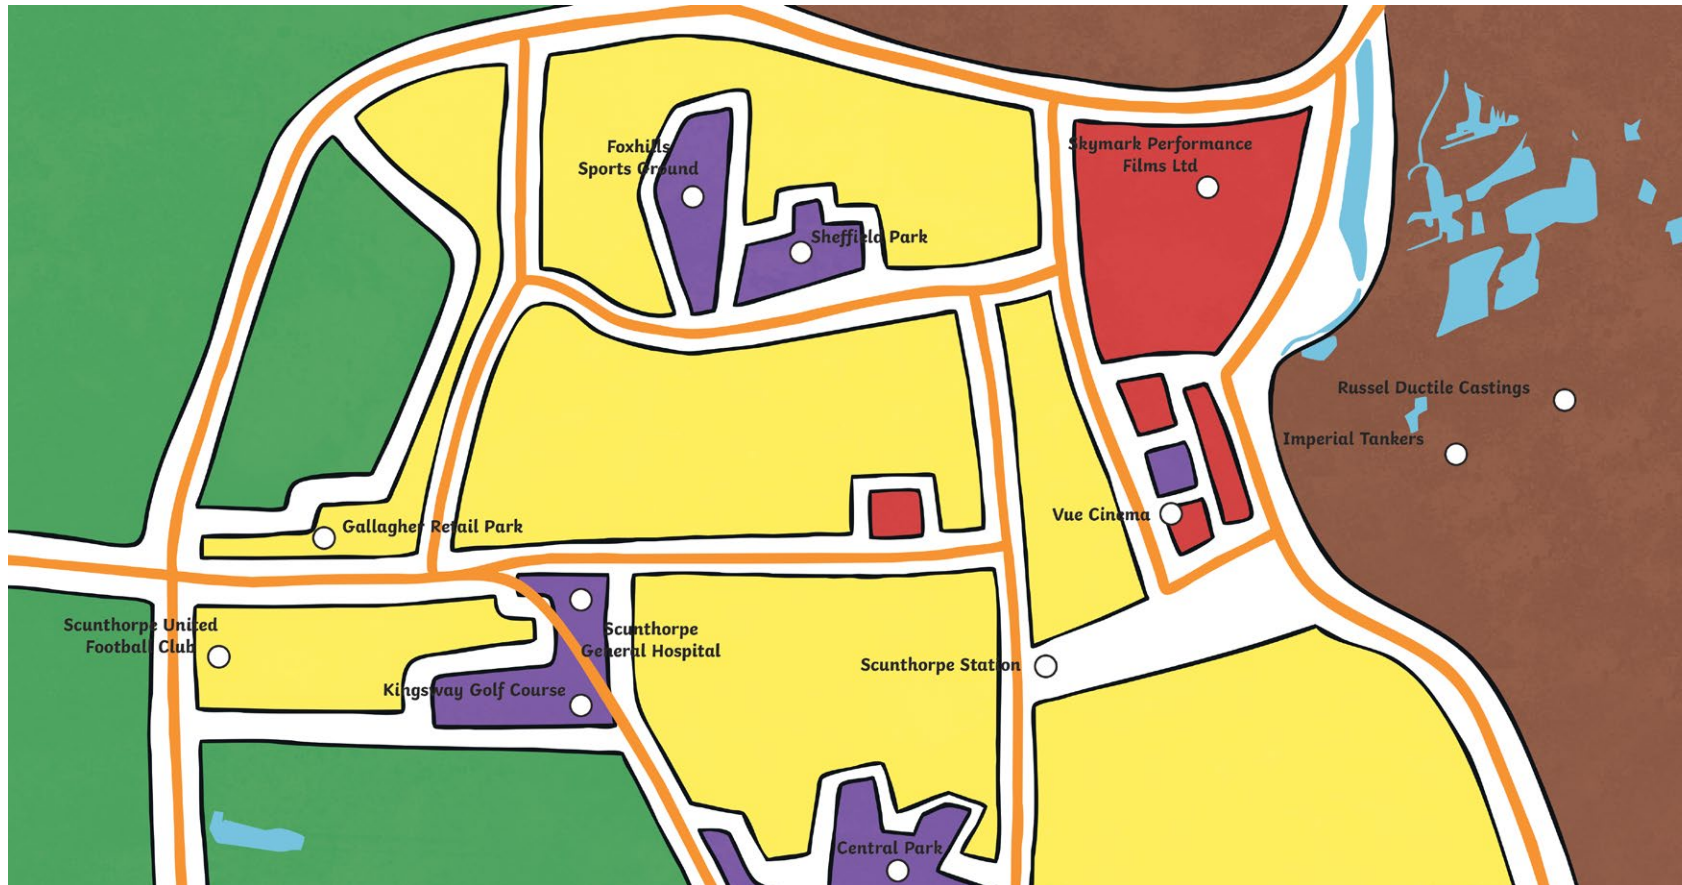 Foxhills
Sports Ground
Skymark Performance
Films Ltd
Sheffield Park
Russel Ductile Castings
Imperial Tankers
Vue Cinema
Gallagher Retail Park
Scunthorpe United
Football Club
Scunthorpe
General Hospital
Scunthorpe Station
Kingsway Golf Course
Central Park